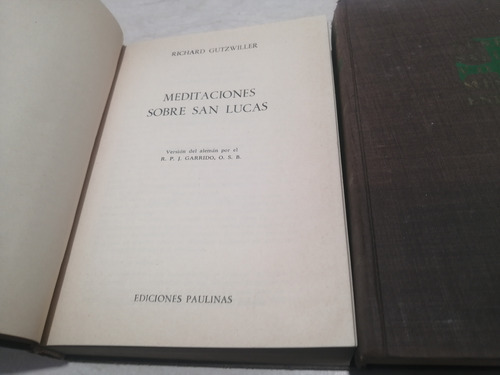 RICHARD GUTZWILLER
MEDITACIONES
SOBRE SAN LUCAS
Versión del alemán por el
R. P. J. GARRIDO, O. S. B.
EDICIONES PAULINAS